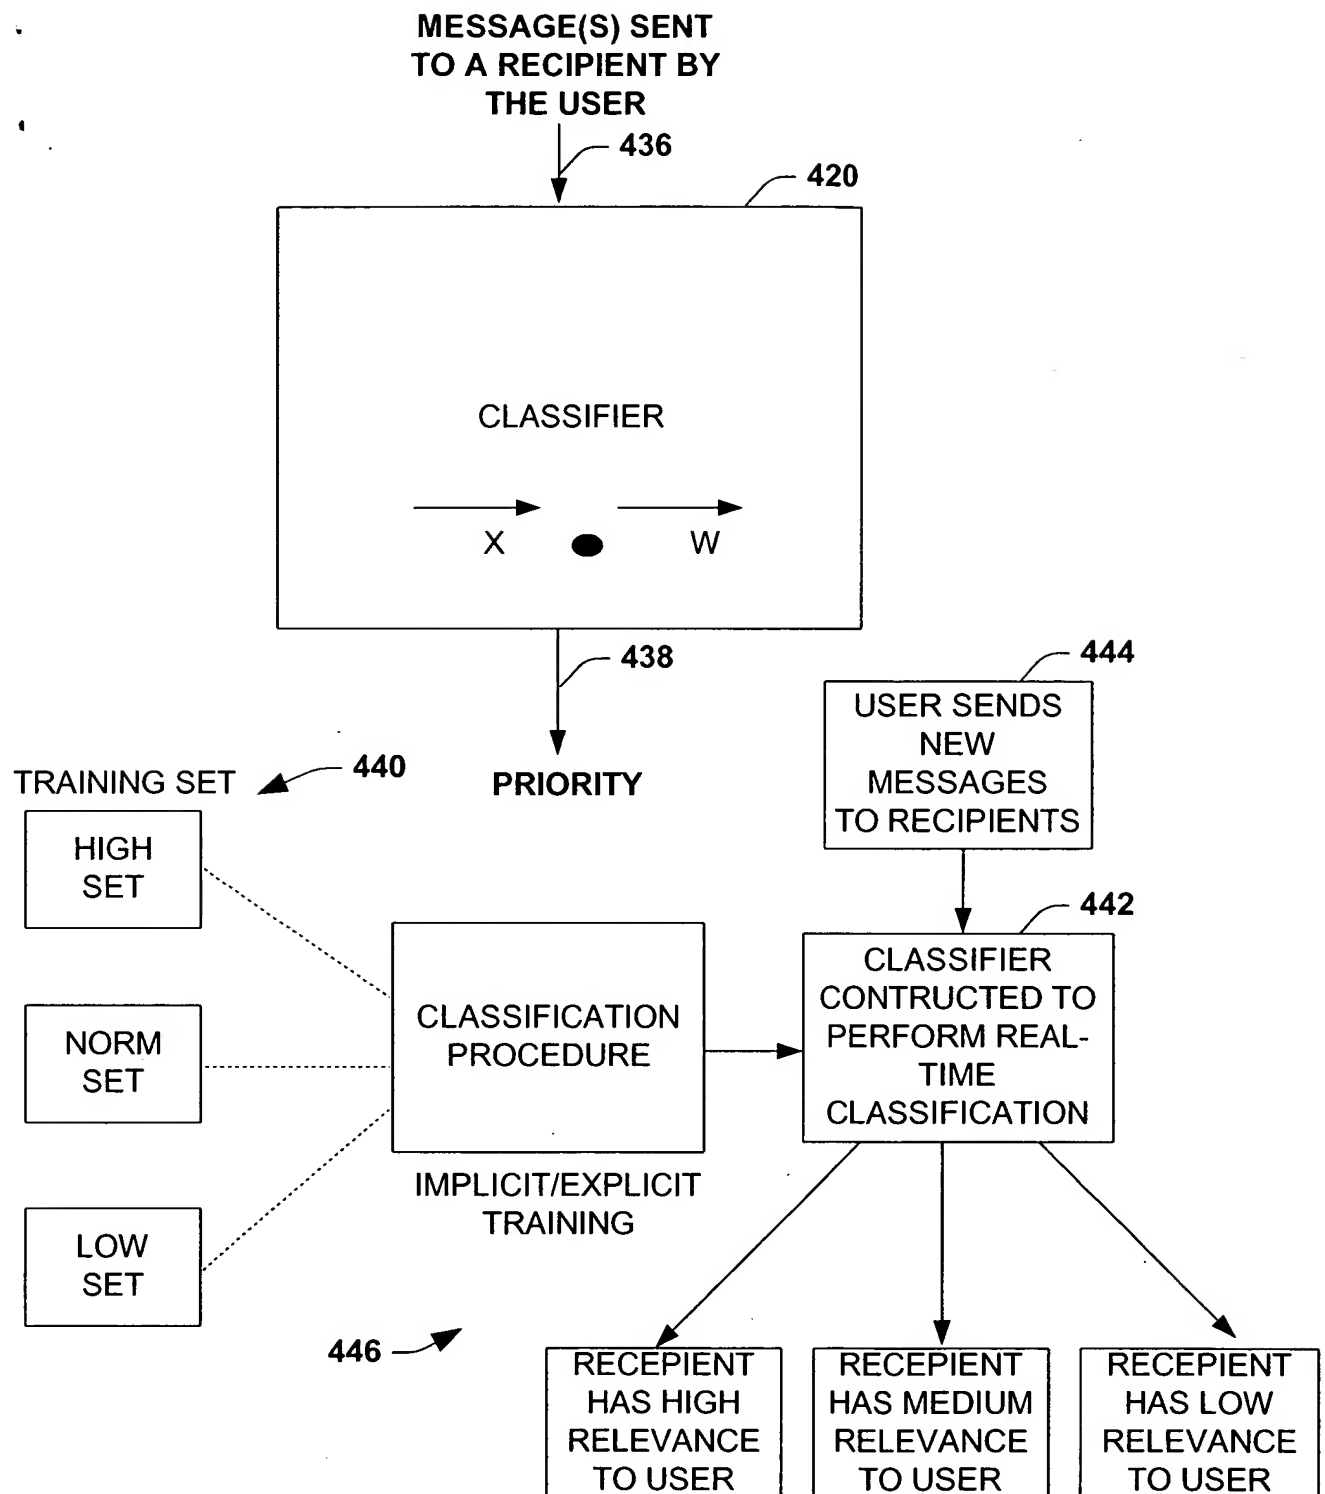 MESSAGE(S) SENT
TO A RECIPIENT BY
THE USER
436
420
CLASSIFIER
X
W
438
444
USER SENDS
NEW
MESSAGES
TO RECIPIENTS
PRIORITY
TRAINING SET
440
HIGH
SET
442
CLASSIFIER
CONTRUCTED TO
PERFORM REAL-
TIME
CLASSIFICATION
CLASSIFICATION
PROCEDURE
NORM
SET
IMPLICIT/EXPLICIT
TRAINING
LOW
SET
446
RECEPIENT
HAS HIGH
RELEVANCE
TO USER
RECEPIENT
HAS MEDIUM
RELEVANCE
TO USER
RECEPIENT
HAS LOW
RELEVANCE
TO USER